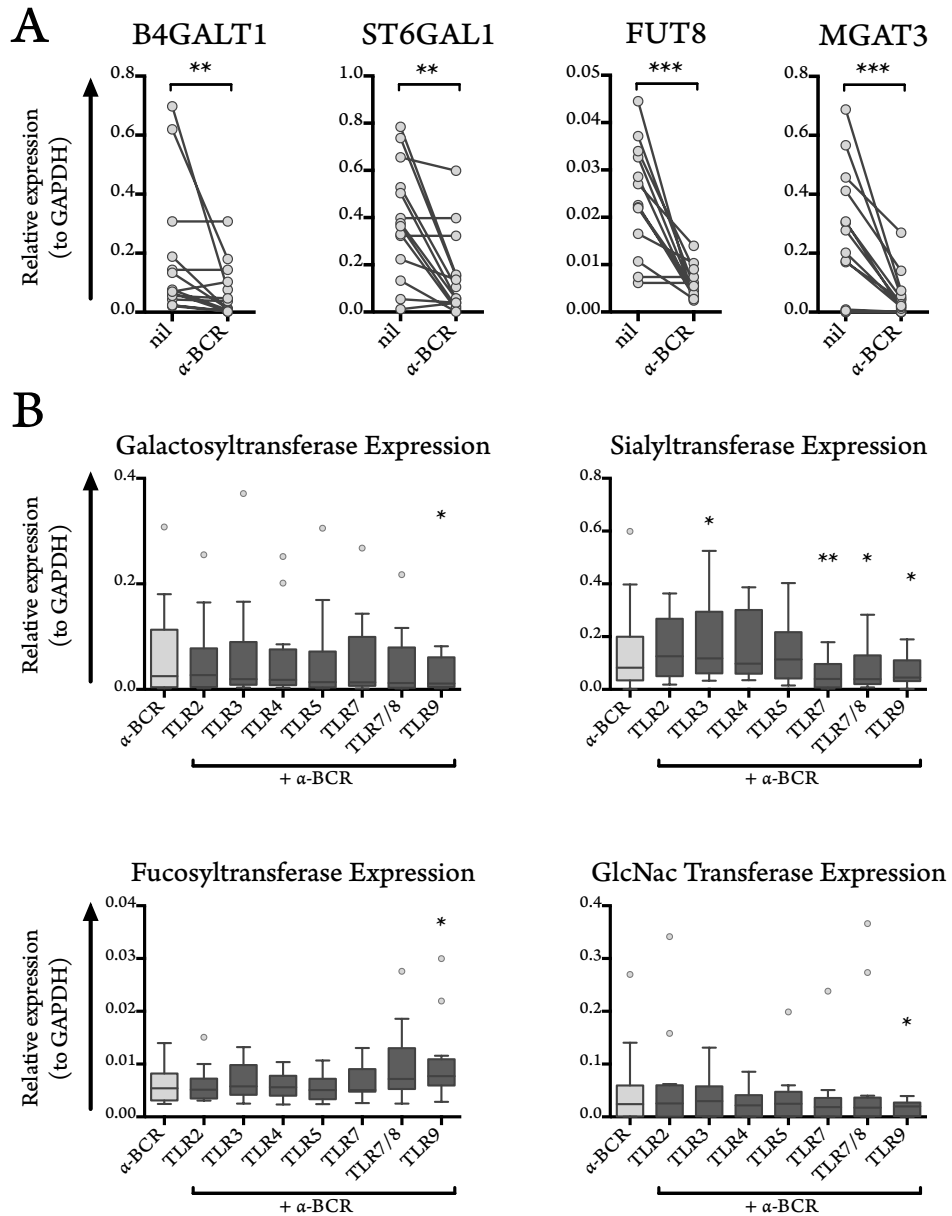 A
B4GALT1 ST6GAL1 FUT8 MGAT3
** ** *** ***
Relative expression
(to GAPDH)
0.8 1.0 0.05 0.8
0.6 0.8 0.04 0.6
0.4 0.6 0.03 0.4
0.2 0.4 0.02 0.2
0.0 0.2 0.01 0.0
0.0 0.00
nil α-BCR nil α-BCR nil α-BCR nil α-BCR
B
Galactosyltransferase Expression
Relative expression
(to GAPDH)
0.4
0.2
0.0
*
α-BCR TLR2 TLR3 TLR4 TLR5 TLR7 TLR7/8 TLR9
+ α-BCR
Sialyltransferase Expression
0.8
0.6
0.4
0.2
0.0
* ** * *
α-BCR TLR2 TLR3 TLR4 TLR5 TLR7 TLR7/8 TLR9
+ α-BCR
Fucosyltransferase Expression
Relative expression
(to GAPDH)
0.04
0.03
0.02
0.01
0.00
*
α-BCR TLR2 TLR3 TLR4 TLR5 TLR7 TLR7/8 TLR9
+ α-BCR
GlcNac Transferase Expression
0.4
0.3
0.2
0.1
0.0
*
α-BCR TLR2 TLR3 TLR4 TLR5 TLR7 TLR7/8 TLR9
+ α-BCR